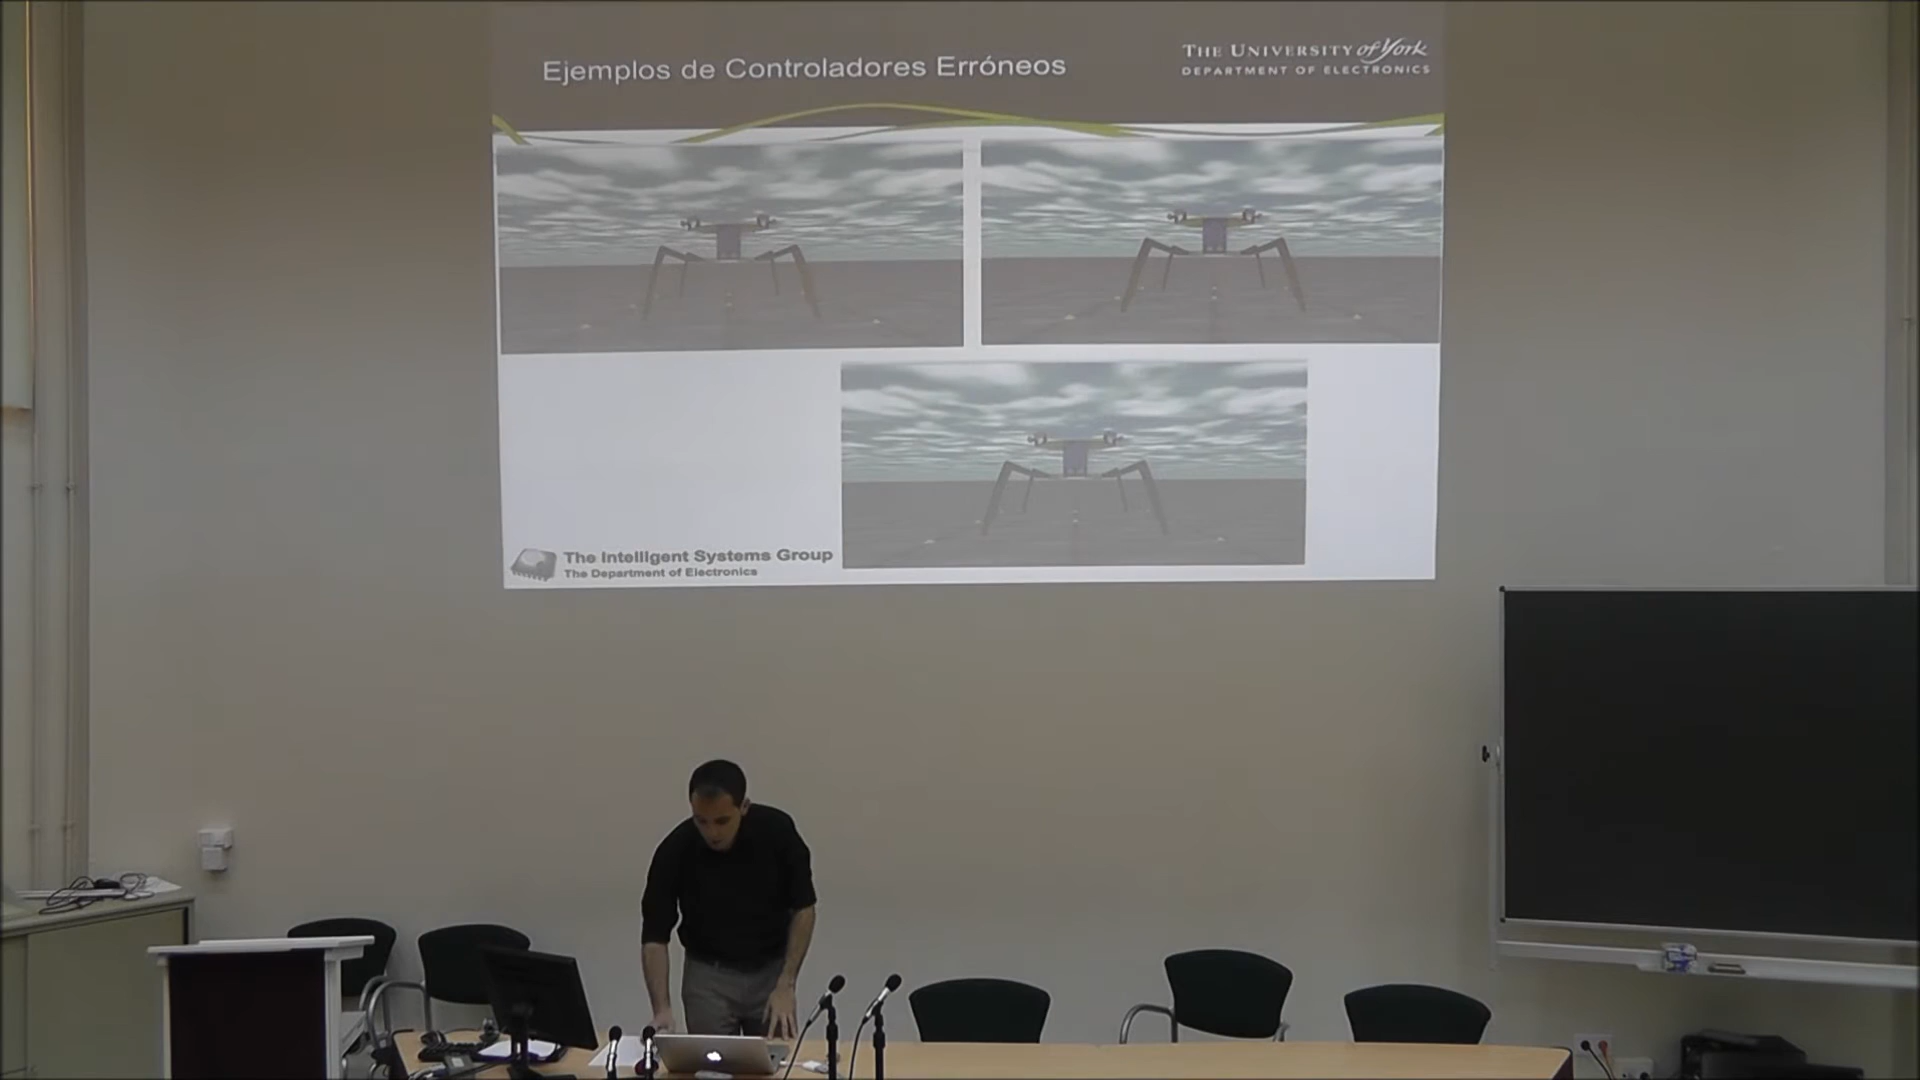 Ejemplos de Controladores Erróneos
THE UNIVERSITY of York
DEPARTMENT OF ELECTRONICS
The Intelligent Systems Group
The Department of Electronics